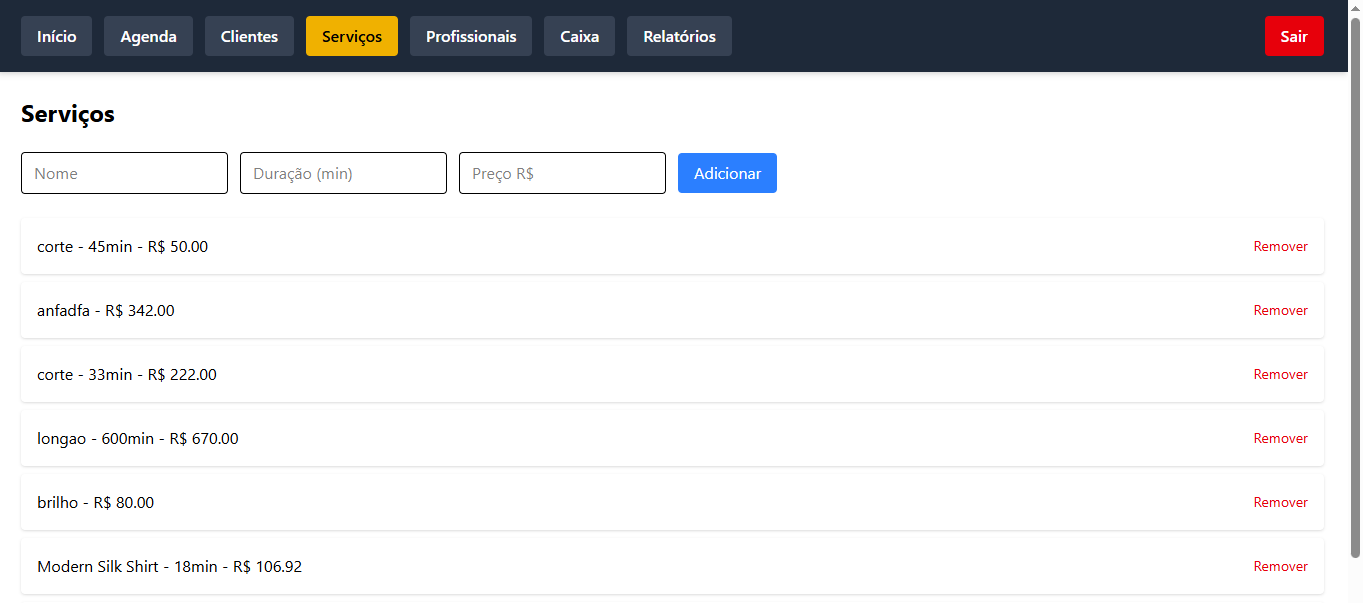 Início Agenda Clientes Serviços Profissionais Caixa Relatórios Sair
Serviços
Nome Duração (min) Preço R$ Adicionar
corte - 45min - R$ 50.00 Remover
anfadfa - R$ 342.00 Remover
corte - 33min - R$ 222.00 Remover
longao - 600min - R$ 670.00 Remover
brilho - R$ 80.00 Remover
Modern Silk Shirt - 18min - R$ 106.92 Remover